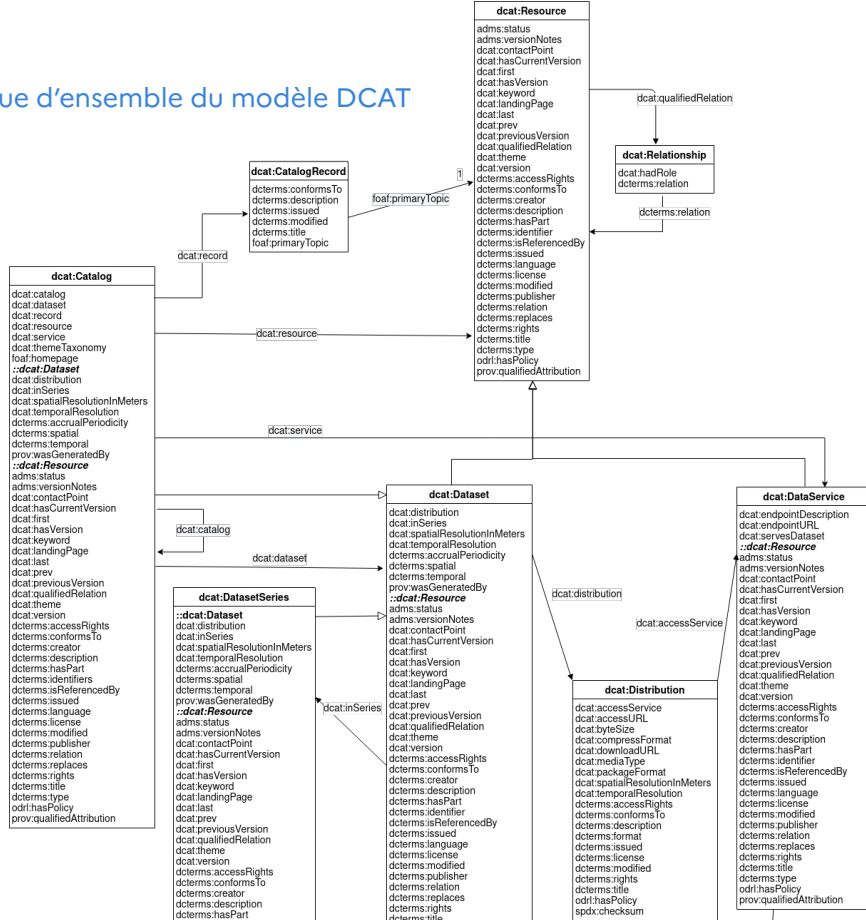 ue d’ensemble du modèle DCAT
dcat:Resource
adms:status
adms:versionNotes
dcat:contactPoint
dcat:hasCurrentVersion
dcat:first
dcat:hasVersion
dcat:keyword
dcat:landingPage
dcat:last
dcat:prev
dcat:previousVersion
dcat:qualifiedRelation
dcat:theme
dcat:version
dcterms:accessRights
dcterms:conformsTo
dcterms:creator
dcterms:description
dcterms:hasPart
dcterms:identifier
dcterms:isReferencedBy
dcterms:issued
dcterms:language
dcterms:license
dcterms:modified
dcterms:publisher
dcterms:relation
dcterms:replaces
dcterms:rights
dcterms:title
dcterms:type
odrl:hasPolicy
prov:qualifiedAttribution
dcat:qualifiedRelation
dcat:Relationship
dcat:hadRole
dcterms:relation
dcterms:relation
dcat:CatalogRecord
dcterms:conformsTo
dcterms:description
dcterms:issued
dcterms:modified
dcterms:title
foaf:primaryTopic
1
foaf:primaryTopic
dcat:record
dcat:Catalog
dcat:catalog
dcat:dataset
dcat:record
dcat:resource
dcat:service
dcat:themeTaxonomy
foaf:homepage
::dcat:Dataset
dcat:distribution
dcat:inSeries
dcat:spatialResolutionInMeters
dcat:temporalResolution
dcterms:accrualPeriodicity
dcterms:spatial
dcterms:temporal
prov:wasGeneratedBy
::dcat:Resource
adms:status
adms:versionNotes
dcat:contactPoint
dcat:hasCurrentVersion
dcat:first
dcat:hasVersion
dcat:keyword
dcat:landingPage
dcat:last
dcat:prev
dcat:previousVersion
dcat:qualifiedRelation
dcat:theme
dcat:version
dcterms:accessRights
dcterms:conformsTo
dcterms:creator
dcterms:description
dcterms:hasPart
dcterms:identifiers
dcterms:isReferencedBy
dcterms:issued
dcterms:language
dcterms:license
dcterms:modified
dcterms:publisher
dcterms:relation
dcterms:replaces
dcterms:rights
dcterms:title
dcterms:type
odrl:hasPolicy
prov:qualifiedAttribution
dcat:resource
dcat:service
dcat:catalog
dcat:dataset
dcat:DatasetSeries
::dcat:Dataset
dcat:distribution
dcat:inSeries
dcat:spatialResolutionInMeters
dcat:temporalResolution
dcterms:accrualPeriodicity
dcterms:spatial
dcterms:temporal
prov:wasGeneratedBy
::dcat:Resource
adms:status
adms:versionNotes
dcat:contactPoint
dcat:hasCurrentVersion
dcat:first
dcat:hasVersion
dcat:keyword
dcat:landingPage
dcat:last
dcat:prev
dcat:previousVersion
dcat:qualifiedRelation
dcat:theme
dcat:version
dcterms:accessRights
dcterms:conformsTo
dcterms:creator
dcterms:description
dcterms:hasPart
dcat:inSeries
dcat:Dataset
dcat:distribution
dcat:inSeries
dcat:spatialResolutionInMeters
dcat:temporalResolution
dcterms:accrualPeriodicity
dcterms:spatial
dcterms:temporal
prov:wasGeneratedBy
::dcat:Resource
adms:status
adms:versionNotes
dcat:contactPoint
dcat:hasCurrentVersion
dcat:first
dcat:hasVersion
dcat:keyword
dcat:landingPage
dcat:last
dcat:prev
dcat:previousVersion
dcat:qualifiedRelation
dcat:theme
dcat:version
dcterms:accessRights
dcterms:conformsTo
dcterms:creator
dcterms:description
dcterms:hasPart
dcterms:identifier
dcterms:isReferencedBy
dcterms:issued
dcterms:language
dcterms:license
dcterms:modified
dcterms:publisher
dcterms:relation
dcterms:replaces
dcterms:rights
dcterms:title
dcat:distribution
dcat:accessService
dcat:Distribution
dcat:accessService
dcat:accessURL
dcat:byteSize
dcat:compressFormat
dcat:downloadURL
dcat:mediaType
dcat:packageFormat
dcat:spatialResolutionInMeters
dcat:temporalResolution
dcterms:accessRights
dcterms:conformsTo
dcterms:description
dcterms:format
dcterms:issued
dcterms:license
dcterms:modified
dcterms:rights
dcterms:title
odrl:hasPolicy
spdx:checksum
dcat:DataService
dcat:endpointDescription
dcat:endpointURL
dcat:servesDataset
::dcat:Resource
adms:status
adms:versionNotes
dcat:contactPoint
dcat:hasCurrentVersion
dcat:first
dcat:hasVersion
dcat:keyword
dcat:landingPage
dcat:last
dcat:prev
dcat:previousVersion
dcat:qualifiedRelation
dcat:theme
dcat:version
dcterms:accessRights
dcterms:conformsTo
dcterms:creator
dcterms:description
dcterms:hasPart
dcterms:identifier
dcterms:isReferencedBy
dcterms:issued
dcterms:language
dcterms:license
dcterms:modified
dcterms:publisher
dcterms:relation
dcterms:replaces
dcterms:rights
dcterms:title
dcterms:type
odrl:hasPolicy
prov:qualifiedAttribution